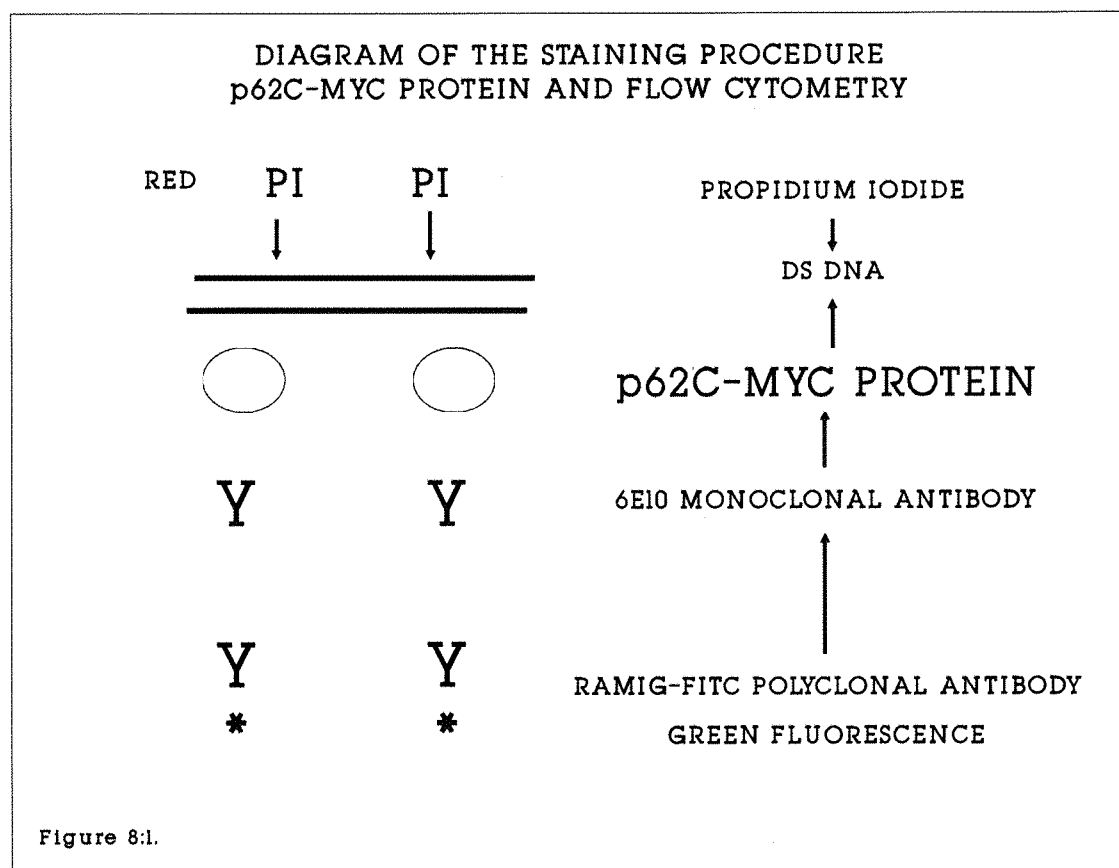 DIAGRAM OF THE STAINING PROCEDURE
p62C-MYC PROTEIN AND FLOW CYTOMETRY
RED PI PI
PROPIDIUM IODIDE
DS DNA
p62C-MYC PROTEIN
Y Y
6E10 MONOCLONAL ANTIBODY
Y Y
RAMIG-FITC POLYCLONAL ANTIBODY
* *
GREEN FLUORESCENCE
Figure 8:1.